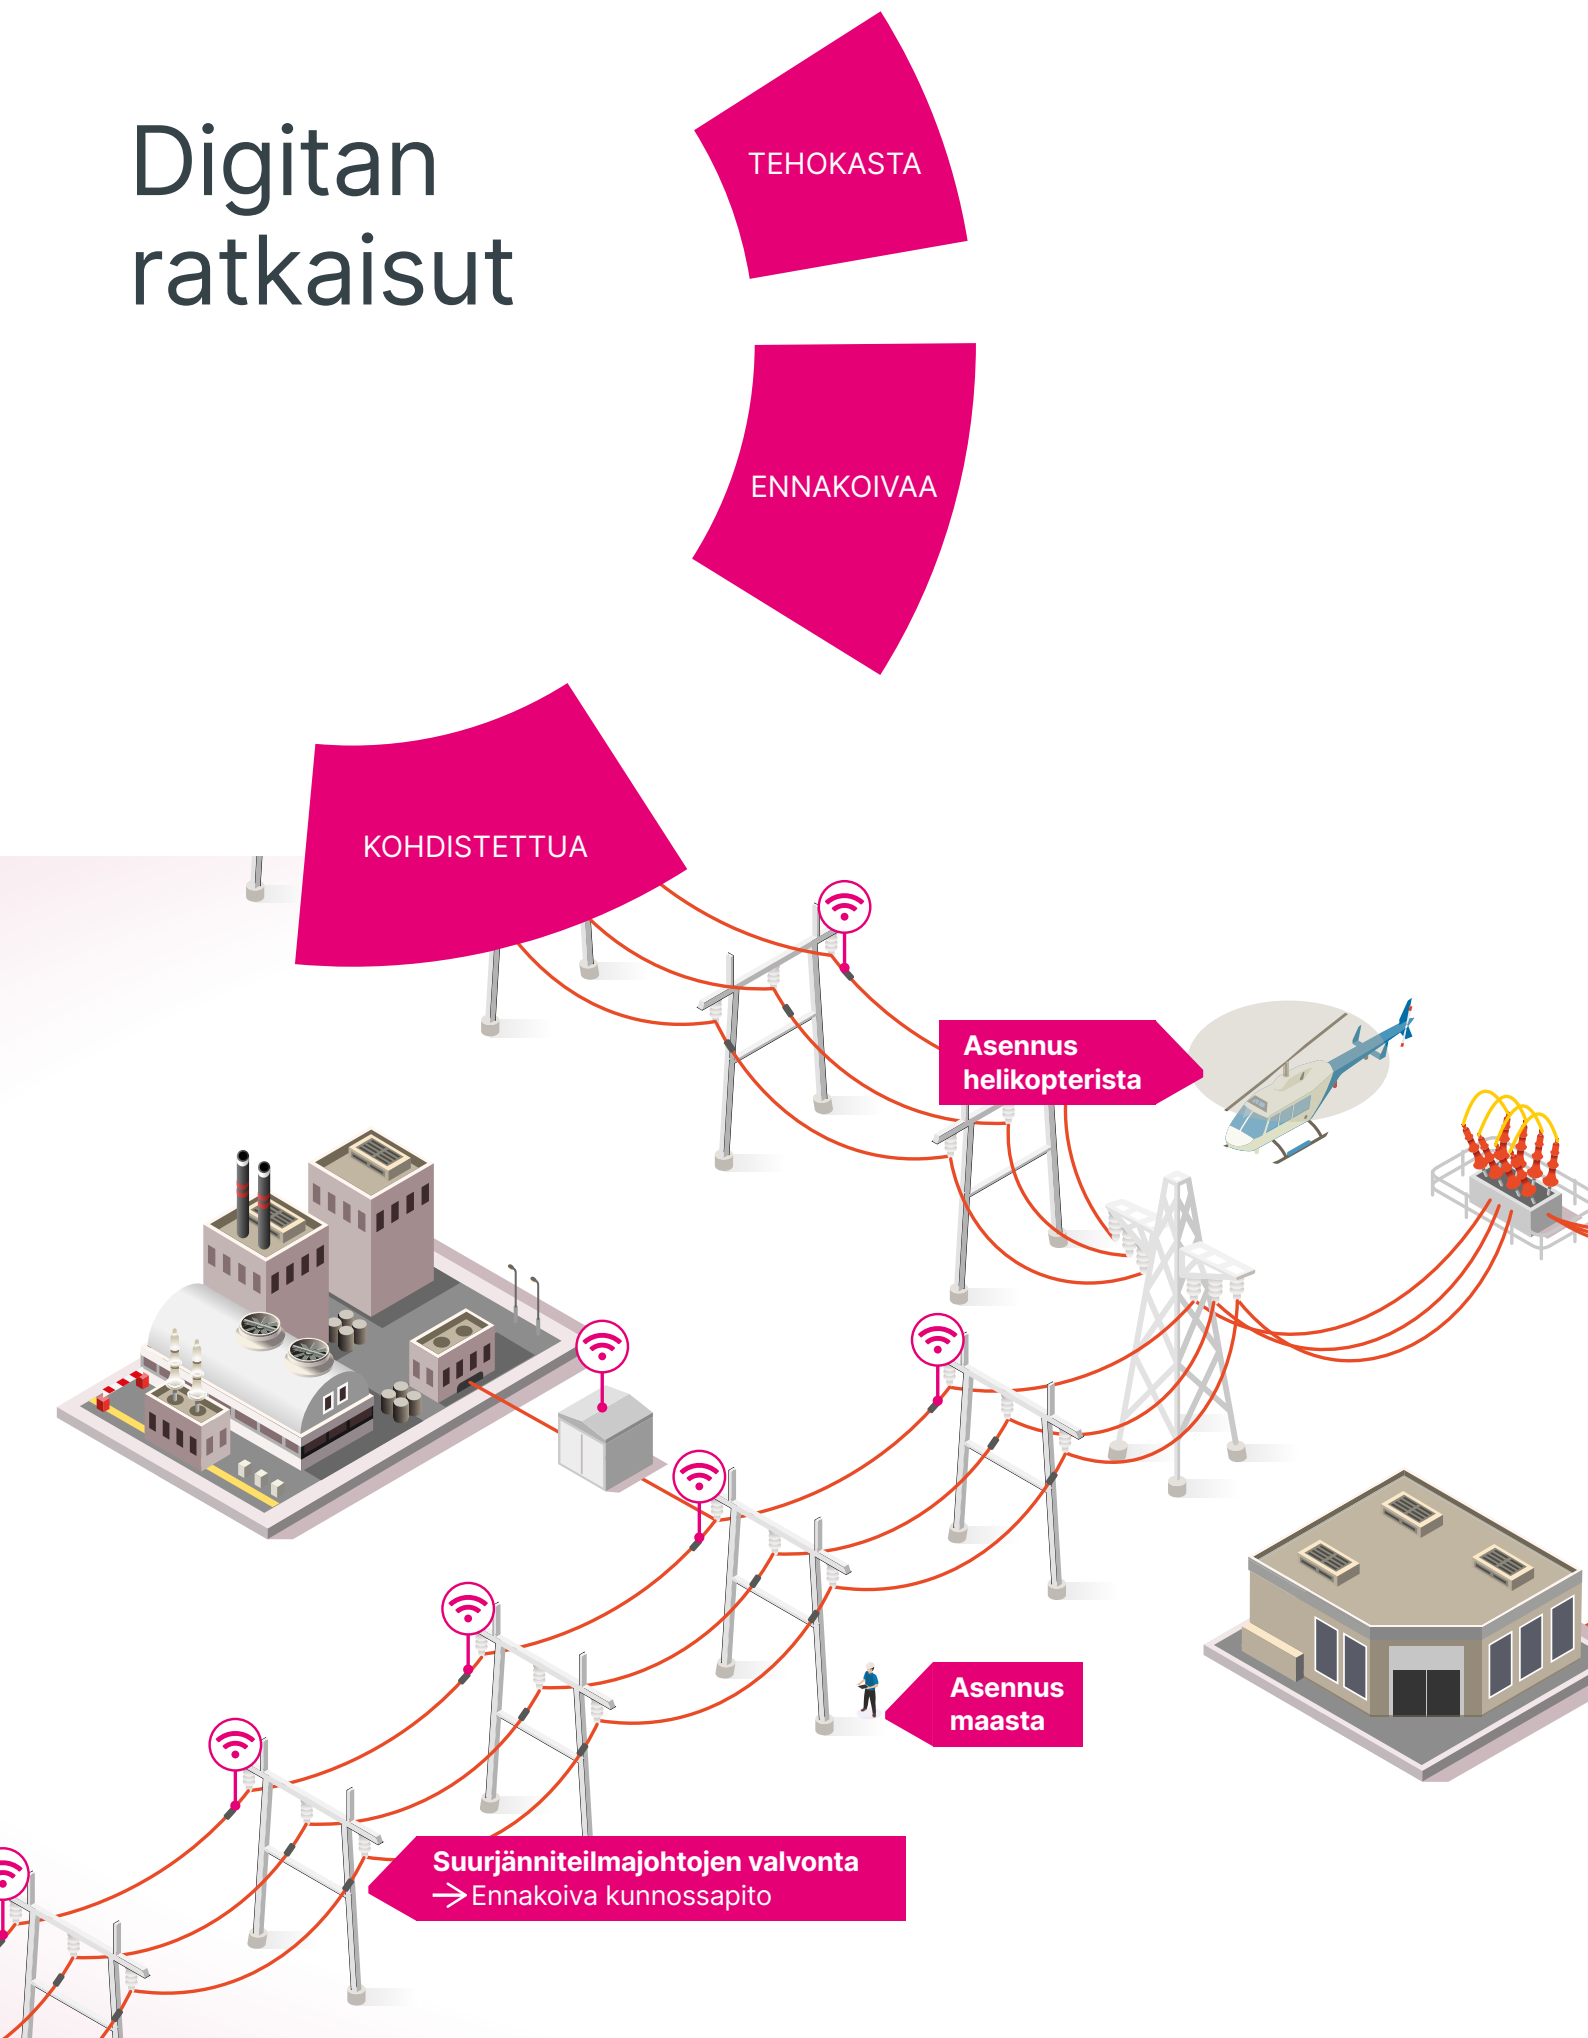 Digitan
ratkaisut
TEHOKASTA
ENNAKOIVAA
KOHDISTETTUA
Asennus
helikopterista
Asennus
maasta
Suurjänniteilmajohtojen valvonta
→ Ennakoiva kunnossapito